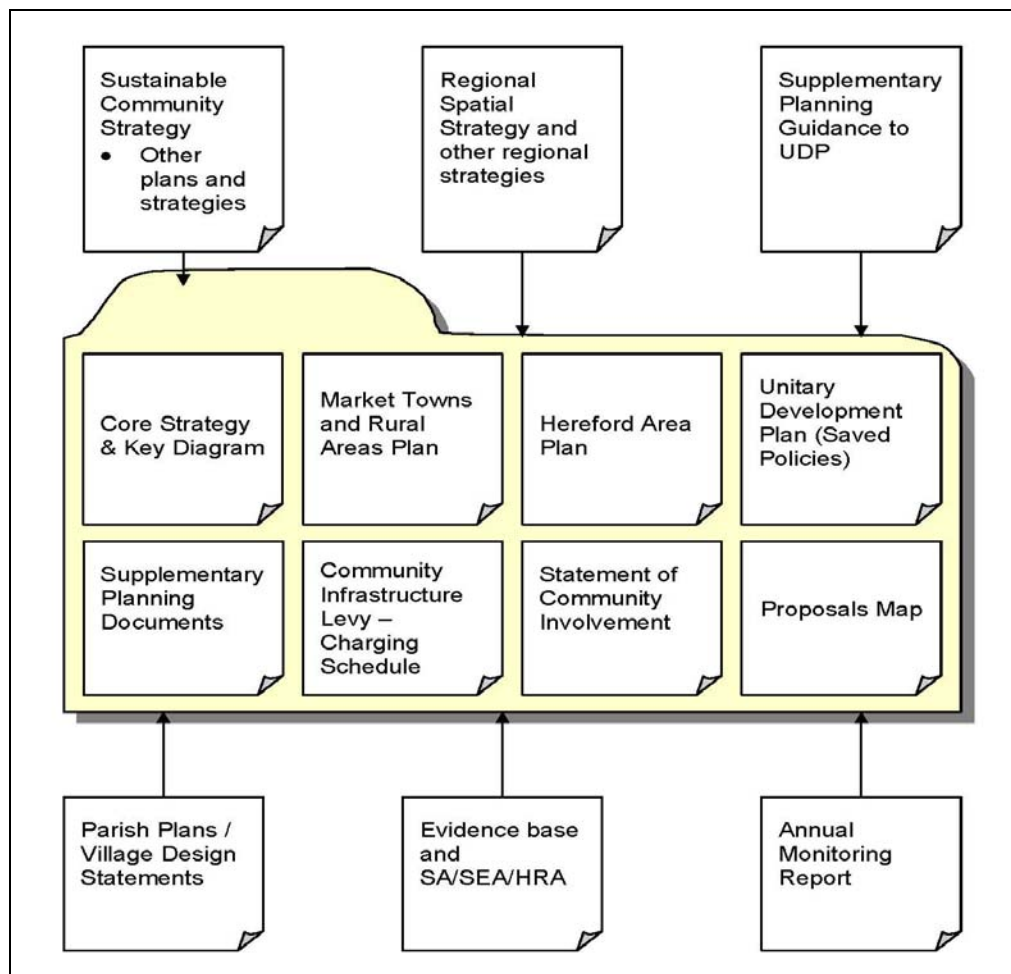 Sustainable
Community
Strategy
• Other
plans and
strategies
Regional
Spatial
Strategy and
other regional
strategies
Supplementary
Planning
Guidance to
UDP
Core Strategy
& Key Diagram
Market Towns
and Rural
Areas Plan
Hereford Area
Plan
Unitary
Development
Plan (Saved
Policies)
Supplementary
Planning
Documents
Community
Infrastructure
Levy –
Charging
Schedule
Statement of
Community
Involvement
Proposals Map
Parish Plans /
Village Design
Statements
Evidence base
and
SA/SEA/HRA
Annual
Monitoring
Report